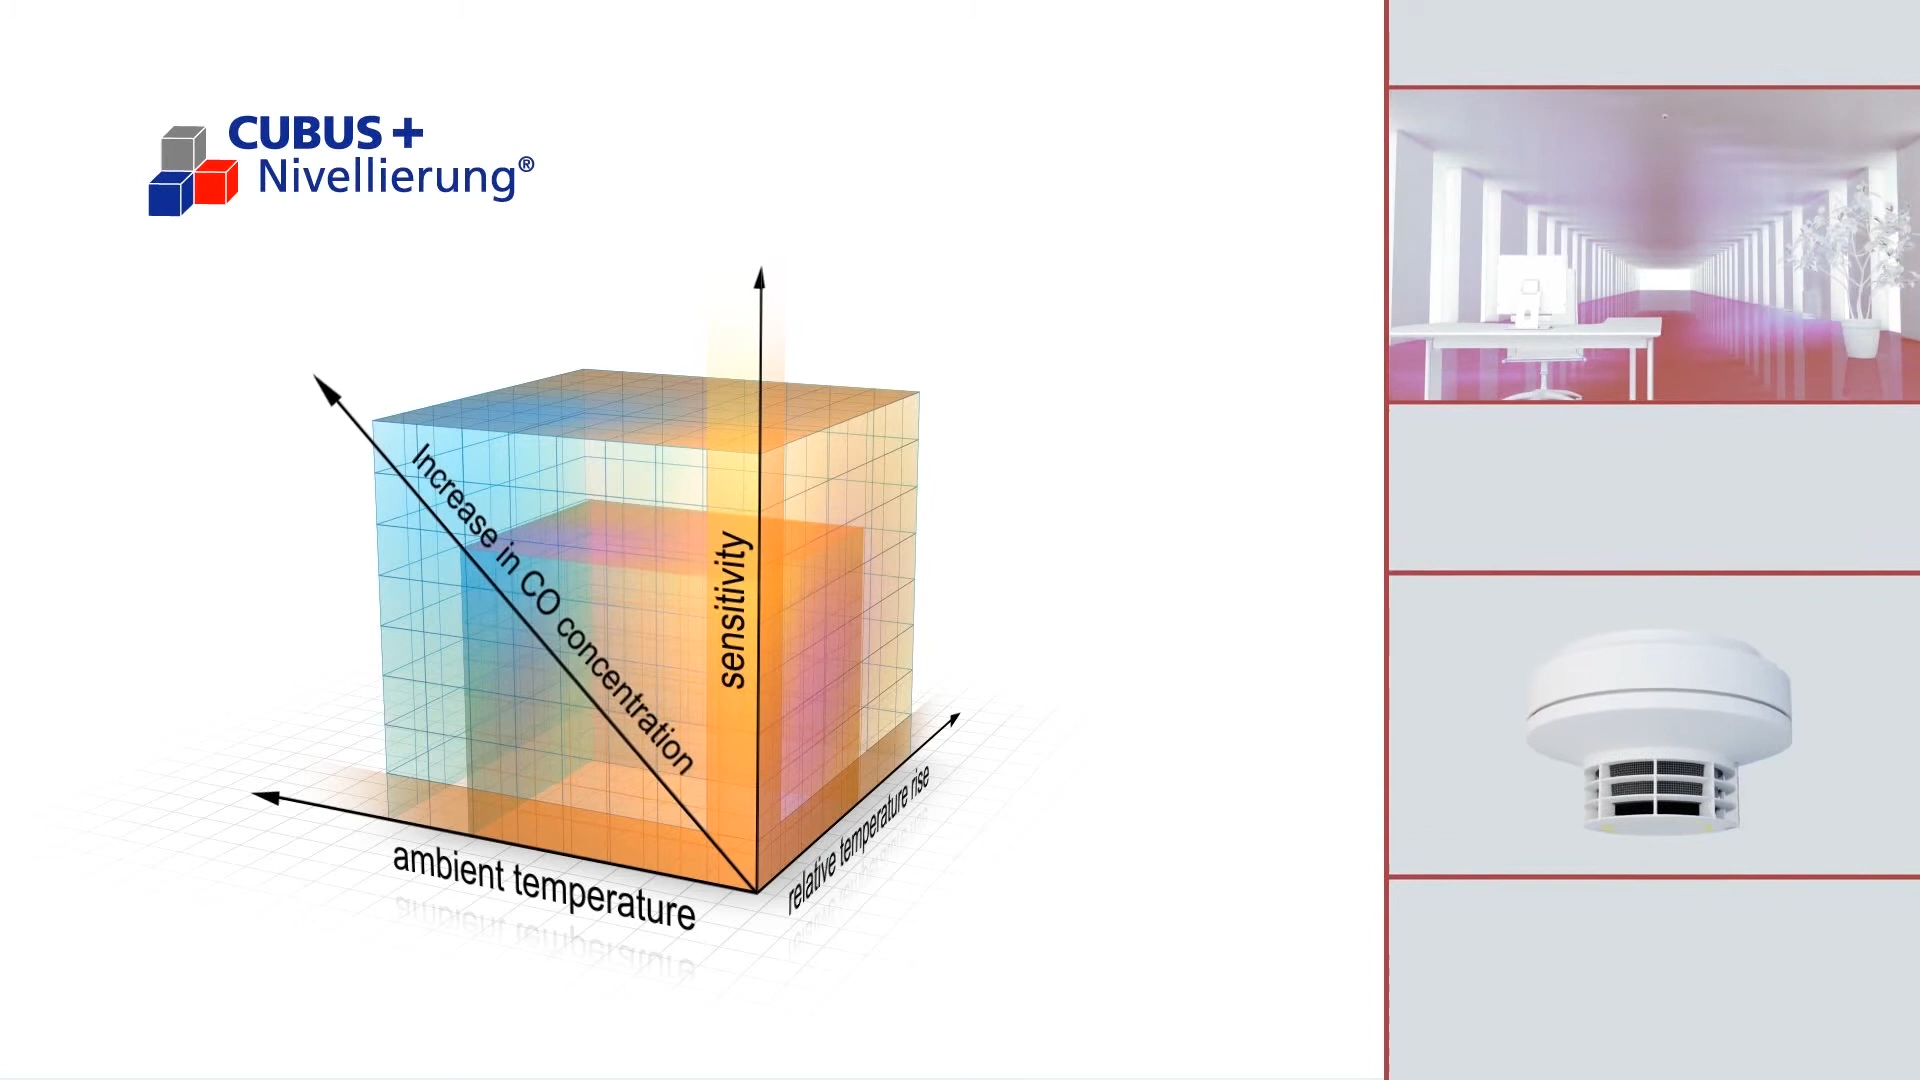 CUBUS +
Nivellierung®
Increase in CO concentration
sensitivity
ambient temperature
relative temperature rise